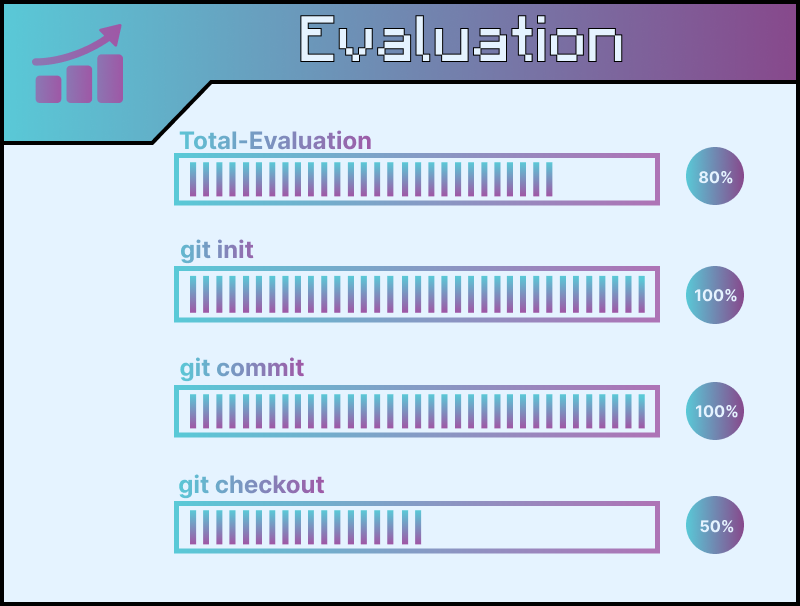 Evaluation
Total-Evaluation
80%
git init
100%
git commit
100%
git checkout
50%